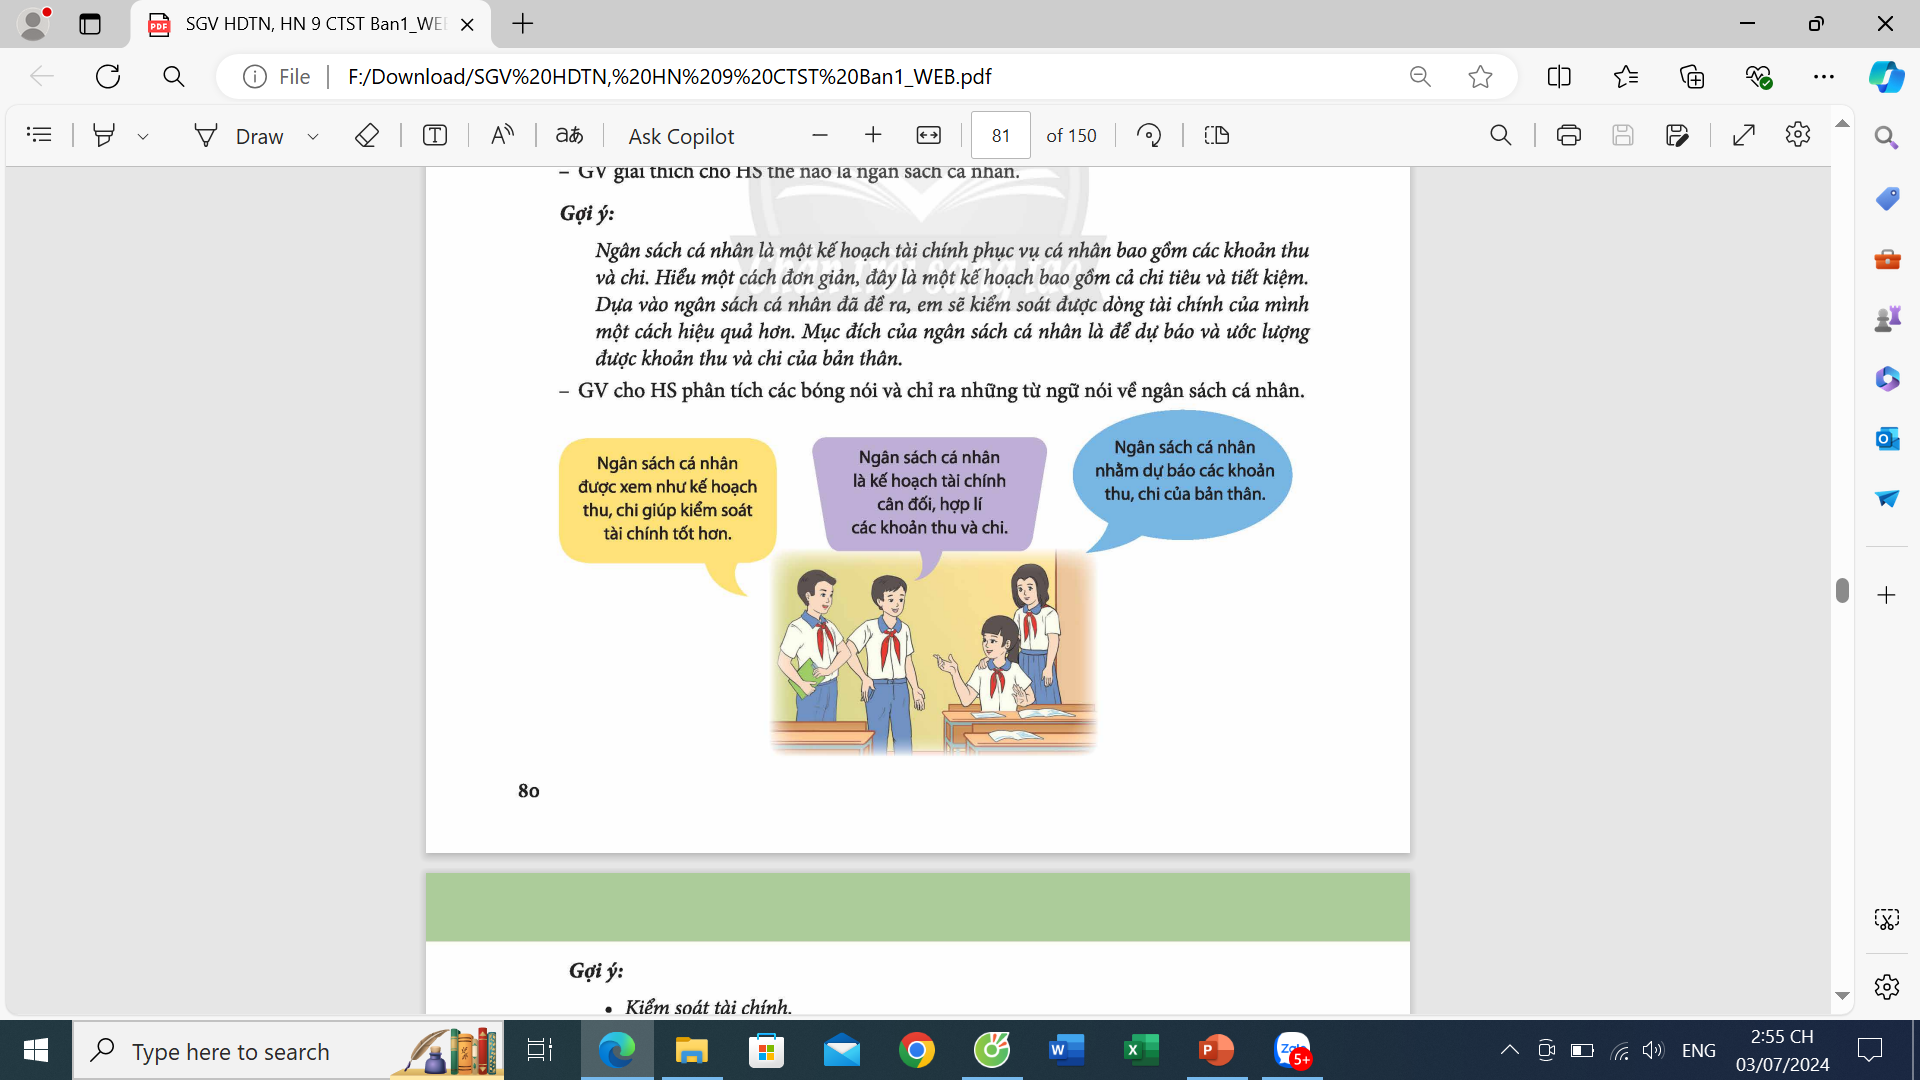 SGV HDTN, HN 9 CTST Ban1_WE
File
F:/Download/SGV%20HDTN,%20HN%209%20CTST%20Ban1_WEB.pdf
Draw
aあ
Ask Copilot
81
of 150
– GV giải thích cho HS thế nào là ngân sách cá nhân.
Gợi ý:
Chân trời sáng tạo
Ngân sách cá nhân là một kế hoạch tài chính phục vụ cá nhân bao gồm các khoản thu
và chi. Hiểu một cách đơn giản, đây là một kế hoạch bao gồm cả chi tiêu và tiết kiệm.
Dựa vào ngân sách cá nhân đã đề ra, em sẽ kiểm soát được dòng tài chính của mình
một cách hiệu quả hơn. Mục đích của ngân sách cá nhân là để dự báo và ước lượng
được khoản thu và chi của bản thân.
– GV cho HS phân tích các bóng nói và chỉ ra những từ ngữ nói về ngân sách cá nhân.
Ngân sách cá nhân
được xem như kế hoạch
thu, chi giúp kiểm soát
tài chính tốt hơn.
Ngân sách cá nhân
là kế hoạch tài chính
cân đối, hợp lí
các khoản thu và chi.
Ngân sách cá nhân
nhằm dự báo các khoản
thu, chi của bản thân.
80
Gợi ý:
• Kiểm soát tài chính.
Type here to search
Zalo
5+
ENG
2:55 CH
03/07/2024